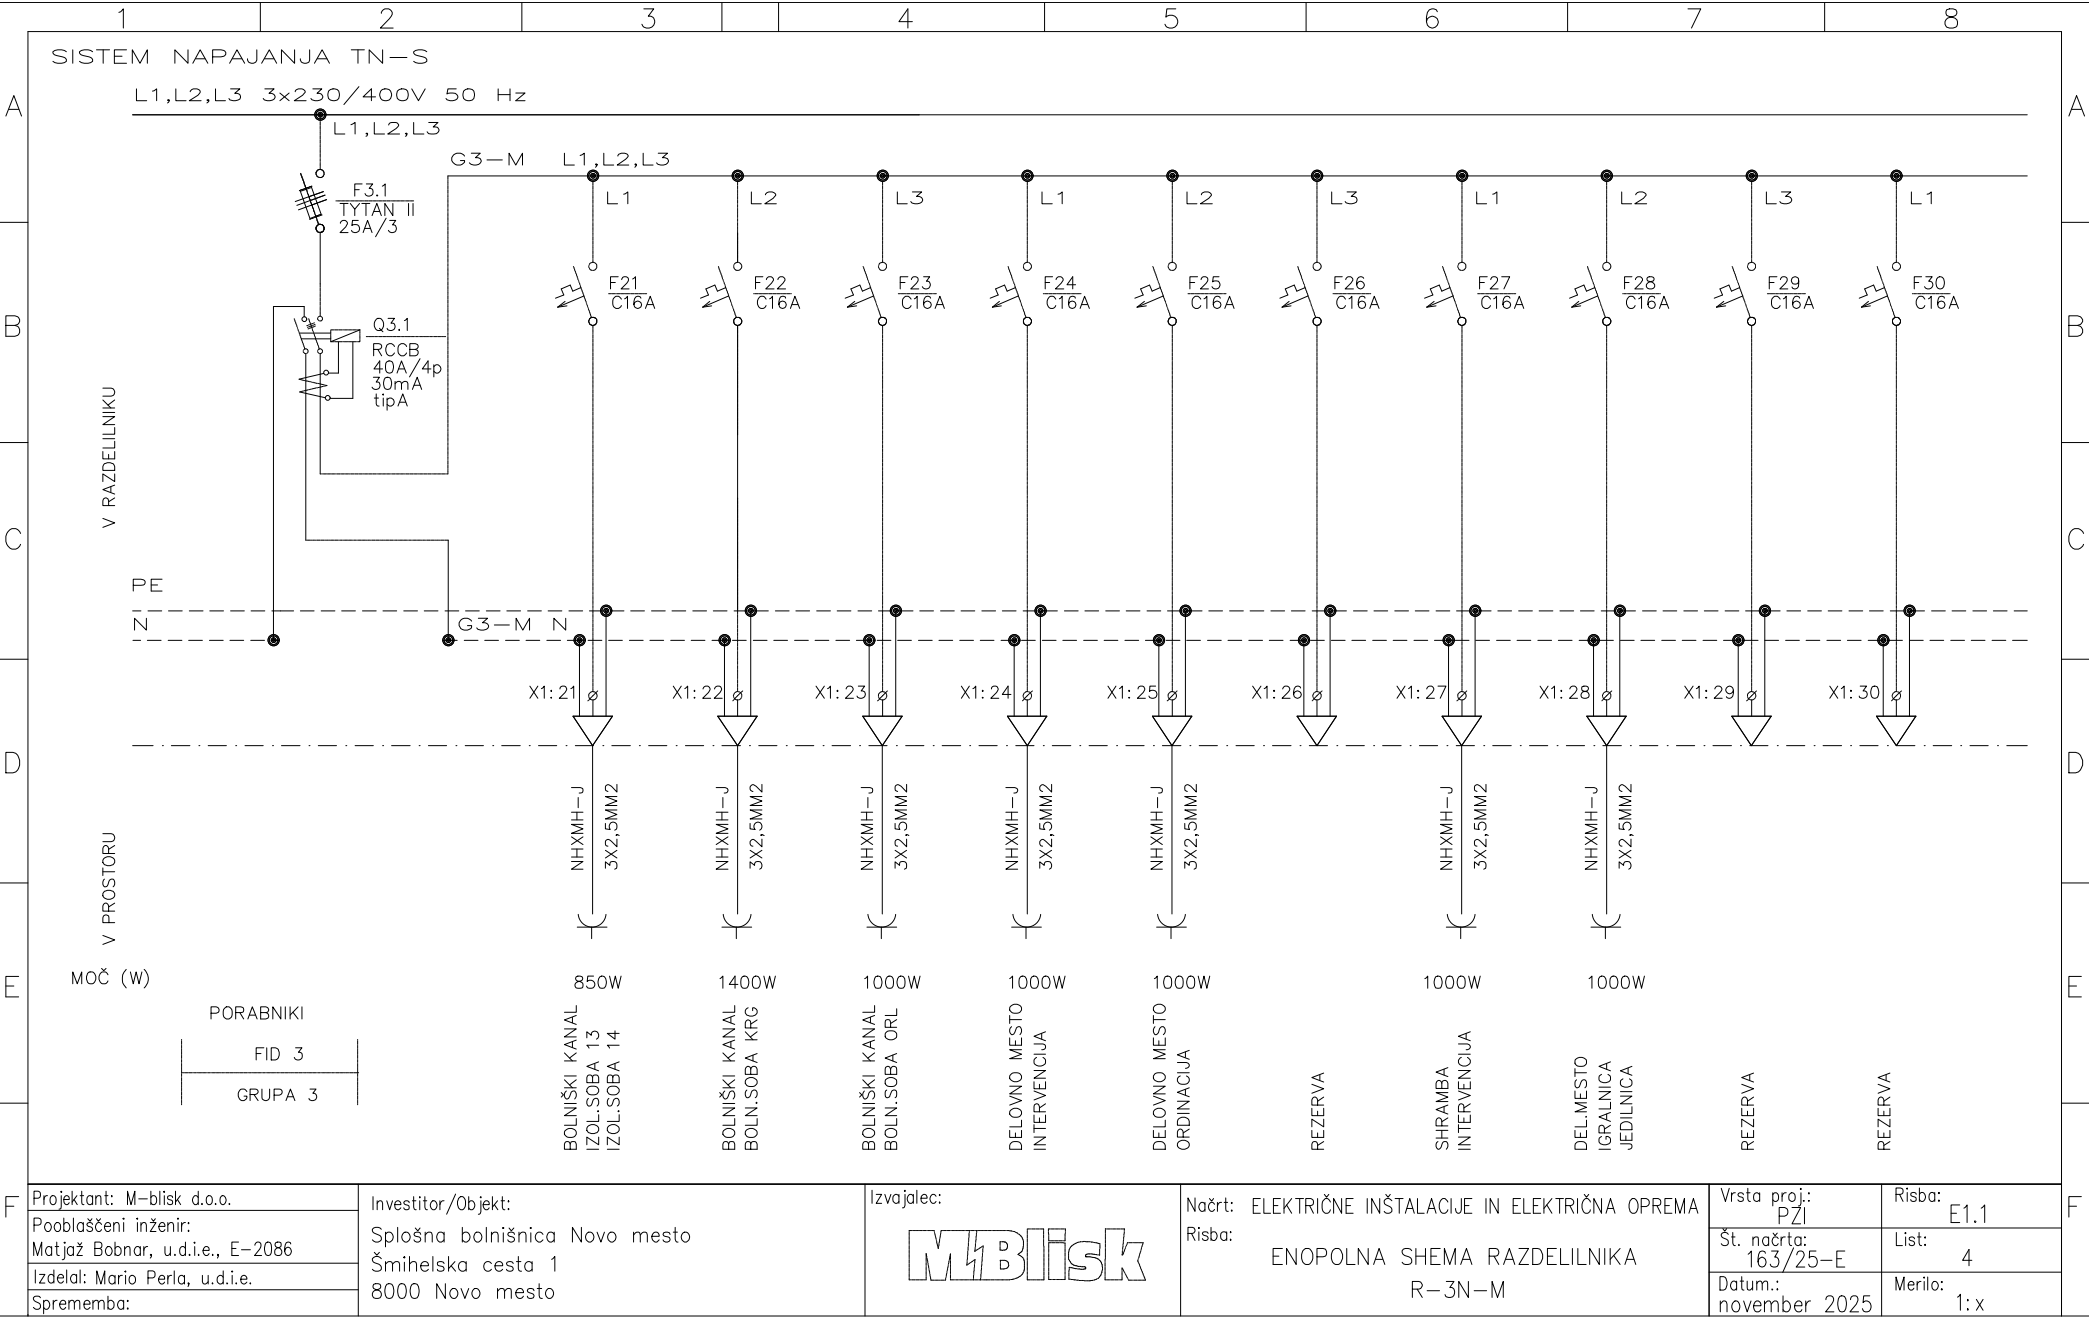 1 2 3 4 5 6 7 8
SISTEM NAPAJANJA TN-S
L1,L2,L3 3x230/400V 50 Hz
A A
L1,L2,L3
G3-M L1,L2,L3
L1 L2 L3 L1 L2 L3 L1 L2 L3 L1
F3.1
TYTAN II
25A/3
F21 F22 F23 F24 F25 F26 F27 F28 F29 F30
C16A C16A C16A C16A C16A C16A C16A C16A C16A C16A
B B
Q3.1
RCCB
40A/4p
30mA
tipA
V RAZDELILNIKU
C C
PE
N
G3-M N
X1:21 X1:22 X1:23 X1:24 X1:25 X1:26 X1:27 X1:28 X1:29 X1:30
D D
NHXMH-J 3X2,5MM2
NHXMH-J 3X2,5MM2
NHXMH-J 3X2,5MM2
NHXMH-J 3X2,5MM2
NHXMH-J 3X2,5MM2
NHXMH-J 3X2,5MM2
NHXMH-J 3X2,5MM2
V PROSTORU
MOČ (W)
850W 1400W 1000W 1000W 1000W 1000W 1000W
E E
PORABNIKI
FID 3
GRUPA 3
BOLNIŠKI KANAL
IZOL.SOBA 13
IZOL.SOBA 14
BOLNIŠKI KANAL
BOLN.SOBA KRG
BOLNIŠKI KANAL
BOLN.SOBA ORL
DELOVNO MESTO
INTERVENCIJA
DELOVNO MESTO
ORDINACIJA
REZERVA
SHRAMBA
INTERVENCIJA
DEL.MESTO
IGRALNICA
JEDILNICA
REZERVA
REZERVA
F F
Projektant: M-blisk d.o.o.
Pooblaščeni inženir:
Matjaž Bobnar, u.d.i.e., E-2086
Izdelal: Mario Perla, u.d.i.e.
Sprememba:
Investitor/Objekt:
Splošna bolnišnica Novo mesto
Šmihelska cesta 1
8000 Novo mesto
Izvajalec:
MBlisk
Načrt: ELEKTRIČNE INŠTALACIJE IN ELEKTRIČNA OPREMA
Risba:
ENOPOLNA SHEMA RAZDELILNIKA
R-3N-M
Vrsta proj.:
PZI
Št. načrta:
163/25-E
Datum.:
november 2025
Risba:
E1.1
List:
4
Merilo:
1:x